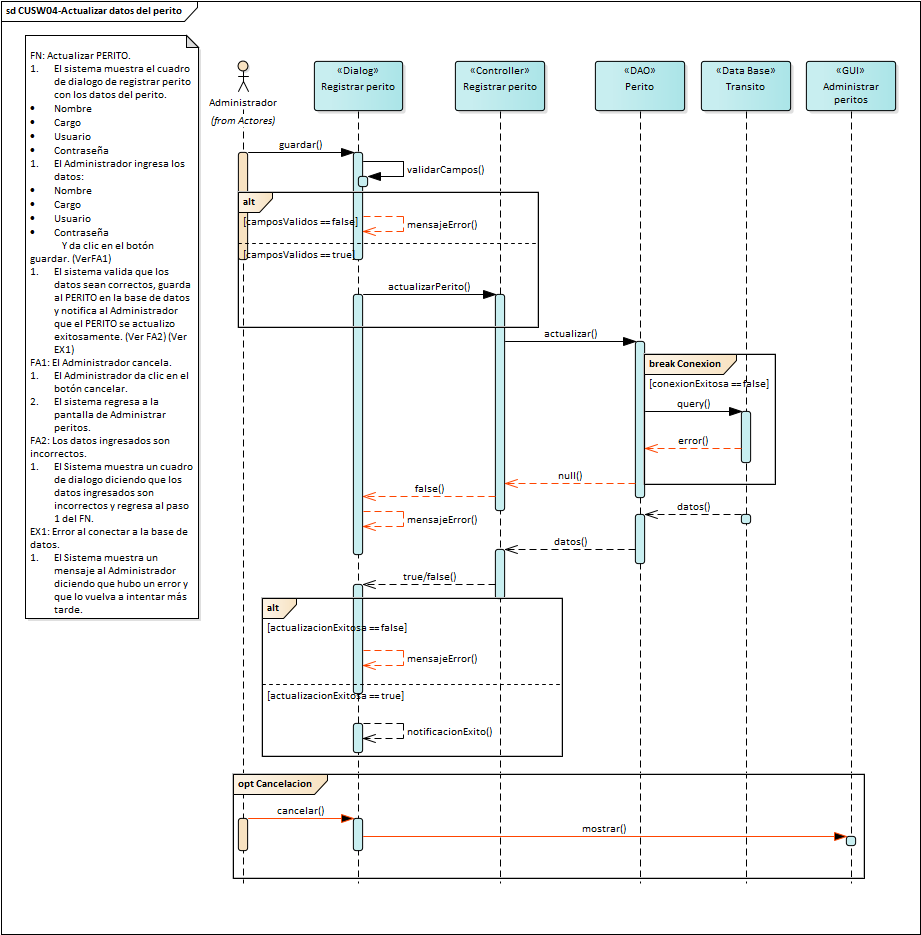 sd CUSW04-Actualizar datos del perito
FN: Actualizar PERITO.
1. El sistema muestra el cuadro
de dialogo de registrar perito
con los datos del perito.
• Nombre
• Cargo
• Usuario
• Contraseña
1. El Administrador ingresa los
datos:
• Nombre
• Cargo
• Usuario
• Contraseña
Y da clic en el botón
guardar. (VerFA1)
1. El sistema valida que los
datos sean correctos, guarda
al PERITO en la base de datos
y notifica al Administrador
que el PERITO se actualizo
exitosamente. (Ver FA2) (Ver
EX1)
FA1: El Administrador cancela.
1. El Administrador da clic en el
botón cancelar.
2. El sistema regresa a la
pantalla de Administrar
peritos.
FA2: Los datos ingresados son
incorrectos.
1. El Sistema muestra un cuadro
de dialogo diciendo que los
datos ingresados son
incorrectos y regresa al paso
1 del FN.
EX1: Error al conectar a la base de
datos.
1. El Sistema muestra un
mensaje al Administrador
diciendo que hubo un error y
que lo vuelva a intentar más
tarde.
Administrador
(from Actores)
«Dialog»
Registrar perito
«Controller»
Registrar perito
«DAO»
Perito
«Data Base»
Transito
«GUI»
Administrar
peritos
guardar()
validarCampos()
alt
[camposValidos ==false]
mensajeError()
[camposValidos ==true]
actualizarPerito()
actualizar()
break Conexion
[conexionExitosa ==false]
query()
error()
null()
false()
mensajeError()
datos()
datos()
true/false()
alt
[actualizacionExitosa ==false]
mensajeError()
[actualizacionExitosa ==true]
notificacionExito()
opt Cancelacion
cancelar()
mostrar()